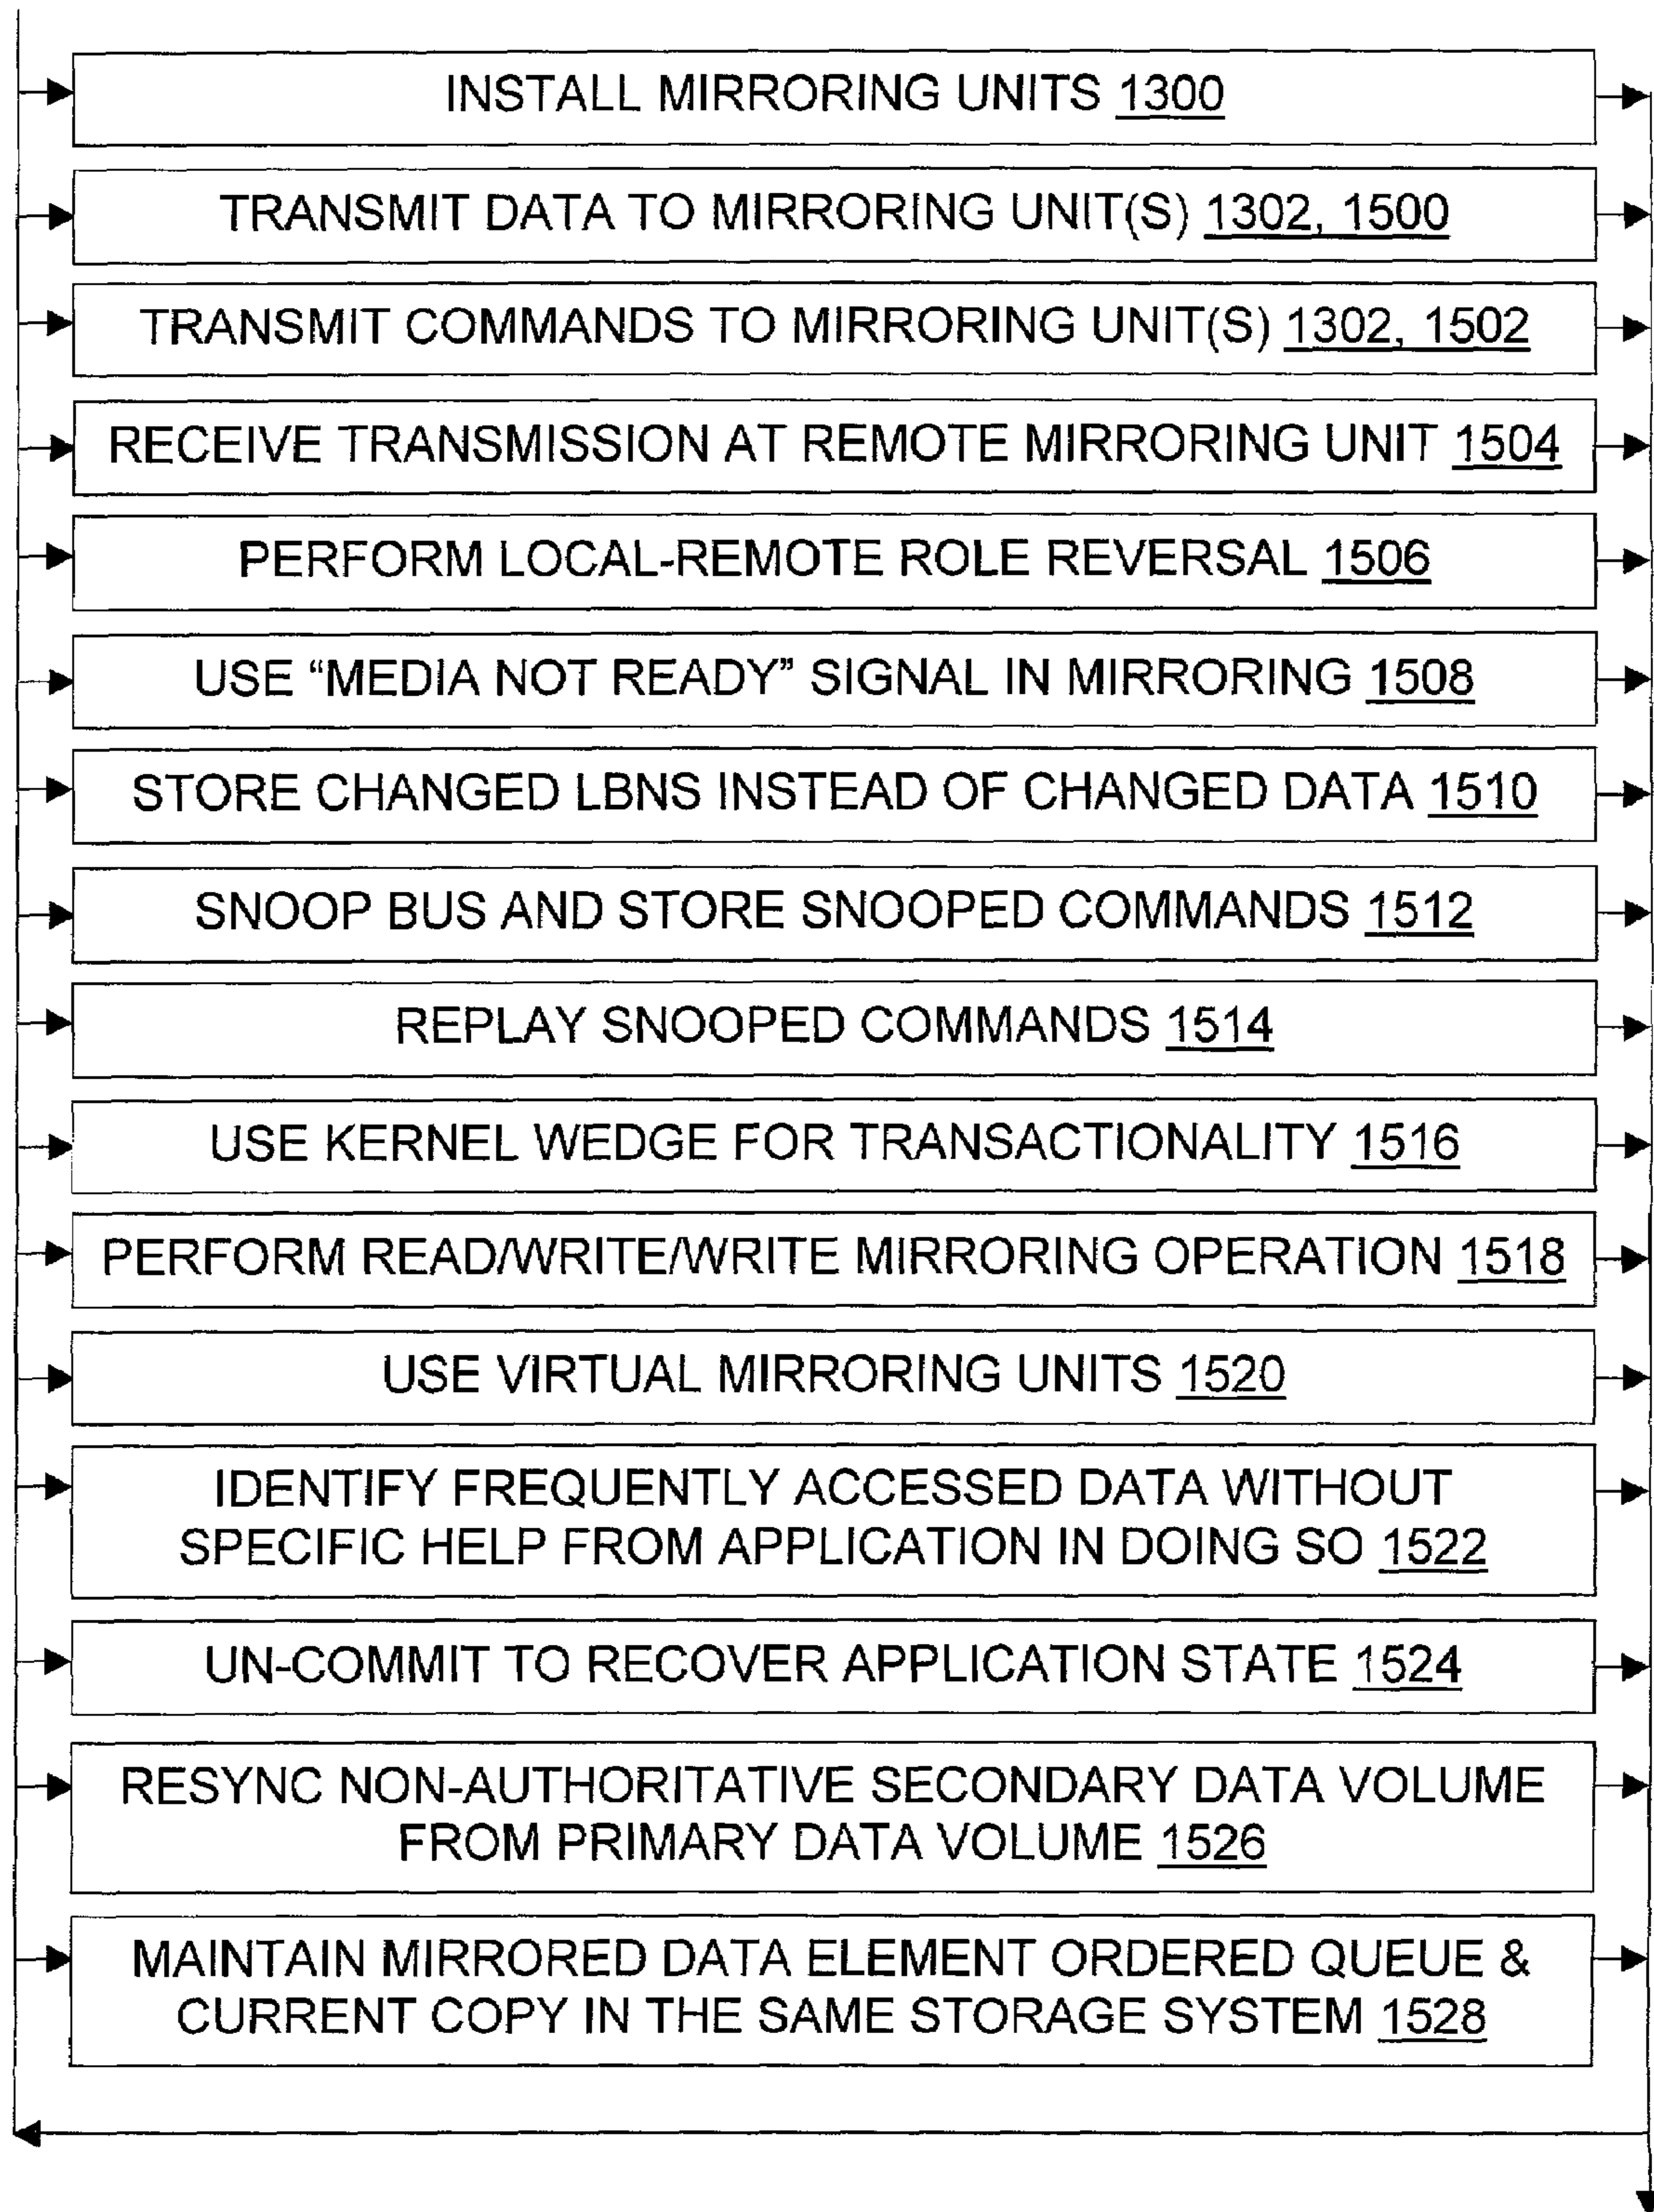 INSTALL MIRRORING UNITS 1300
TRANSMIT DATA TO MIRRORING UNIT(S) 1302, 1500
TRANSMIT COMMANDS TO MIRRORING UNIT(S) 1302, 1502
RECEIVE TRANSMISSION AT REMOTE MIRRORING UNIT 1504
PERFORM LOCAL-REMOTE ROLE REVERSAL 1506
USE “MEDIA NOT READY” SIGNAL IN MIRRORING 1508
STORE CHANGED LBNS INSTEAD OF CHANGED DATA 1510
SNOOP BUS AND STORE SNOOPED COMMANDS 1512
REPLAY SNOOPED COMMANDS 1514
USE KERNEL WEDGE FOR TRANSACTIONALITY 1516
PERFORM READ/WRITE/WRITE MIRRORING OPERATION 1518
USE VIRTUAL MIRRORING UNITS 1520
IDENTIFY FREQUENTLY ACCESSED DATA WITHOUT
SPECIFIC HELP FROM APPLICATION IN DOING SO 1522
UN-COMMIT TO RECOVER APPLICATION STATE 1524
RESYNC NON-AUTHORITATIVE SECONDARY DATA VOLUME
FROM PRIMARY DATA VOLUME 1526
MAINTAIN MIRRORED DATA ELEMENT ORDERED QUEUE &
CURRENT COPY IN THE SAME STORAGE SYSTEM 1528